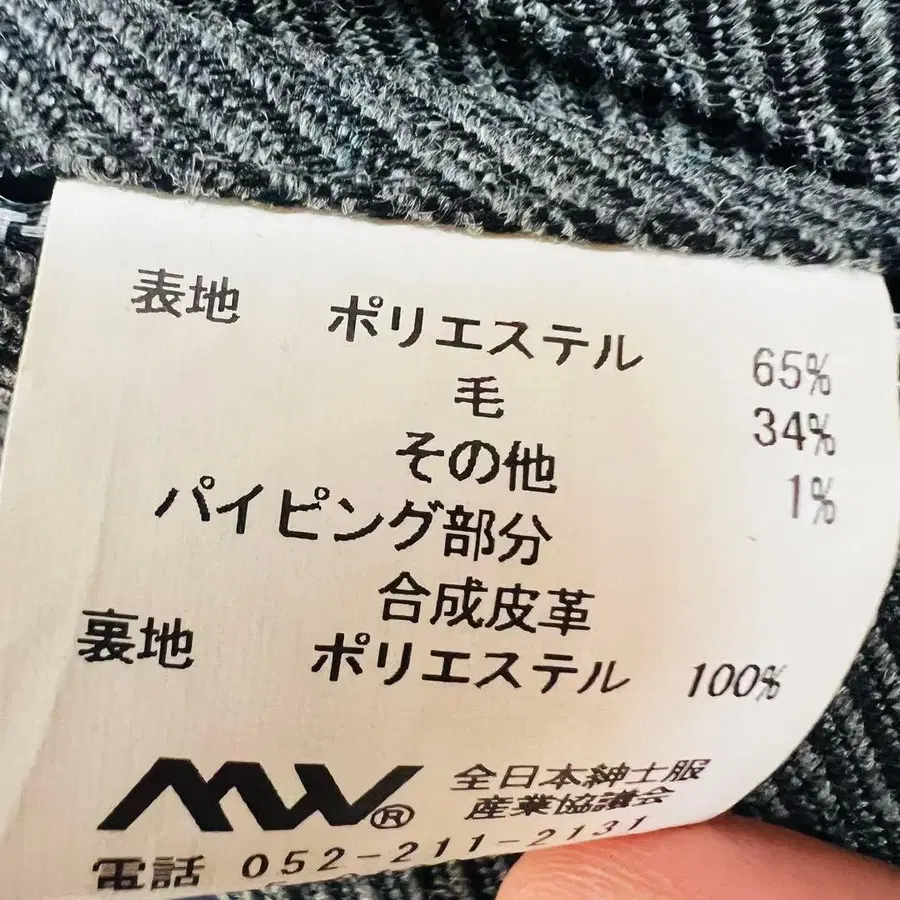 表地 ポリエステル 65%
毛 34%
その他 1%
パイピング部分
合成皮革
裏地 ポリエステル 100%
MW® 全日本紳士服
産業協議会
電話 052-211-2131